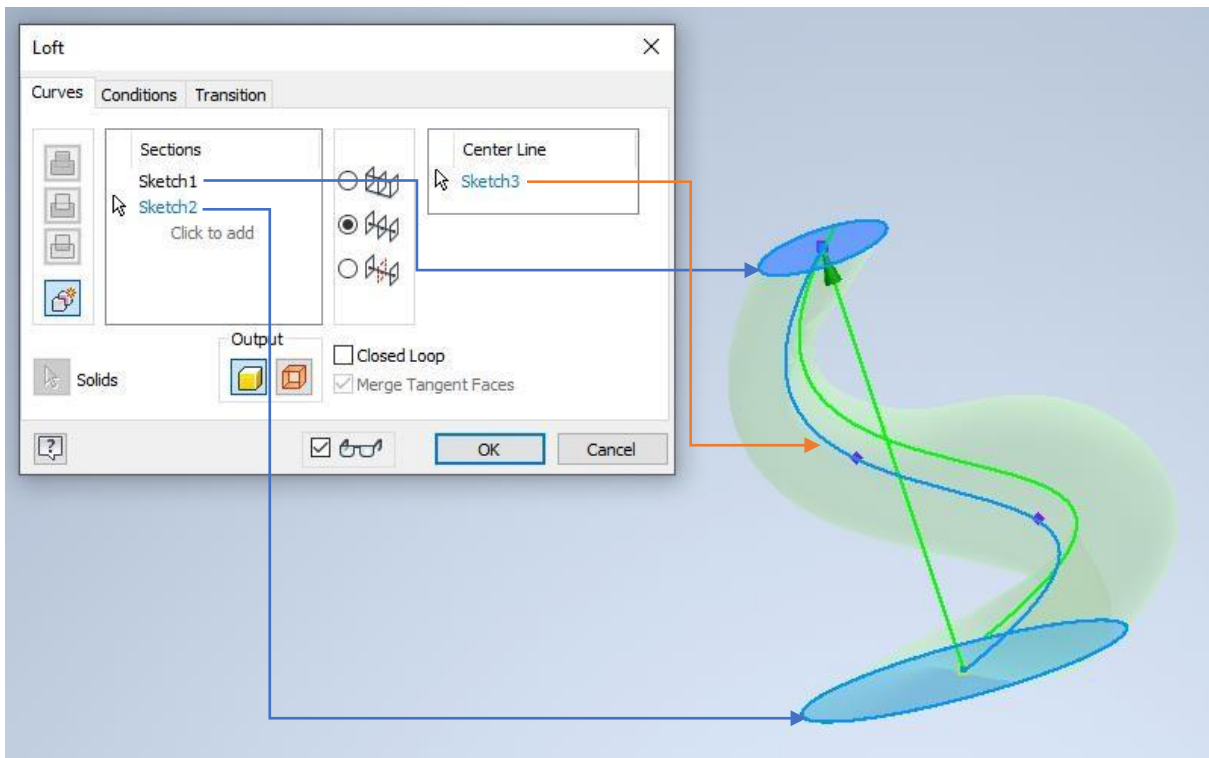 Loft
Curves Conditions Transition
Sections
Sketch1
Sketch2
Click to add
Center Line
Sketch3
Output
Solids
Closed Loop
Merge Tangent Faces
?
OK Cancel